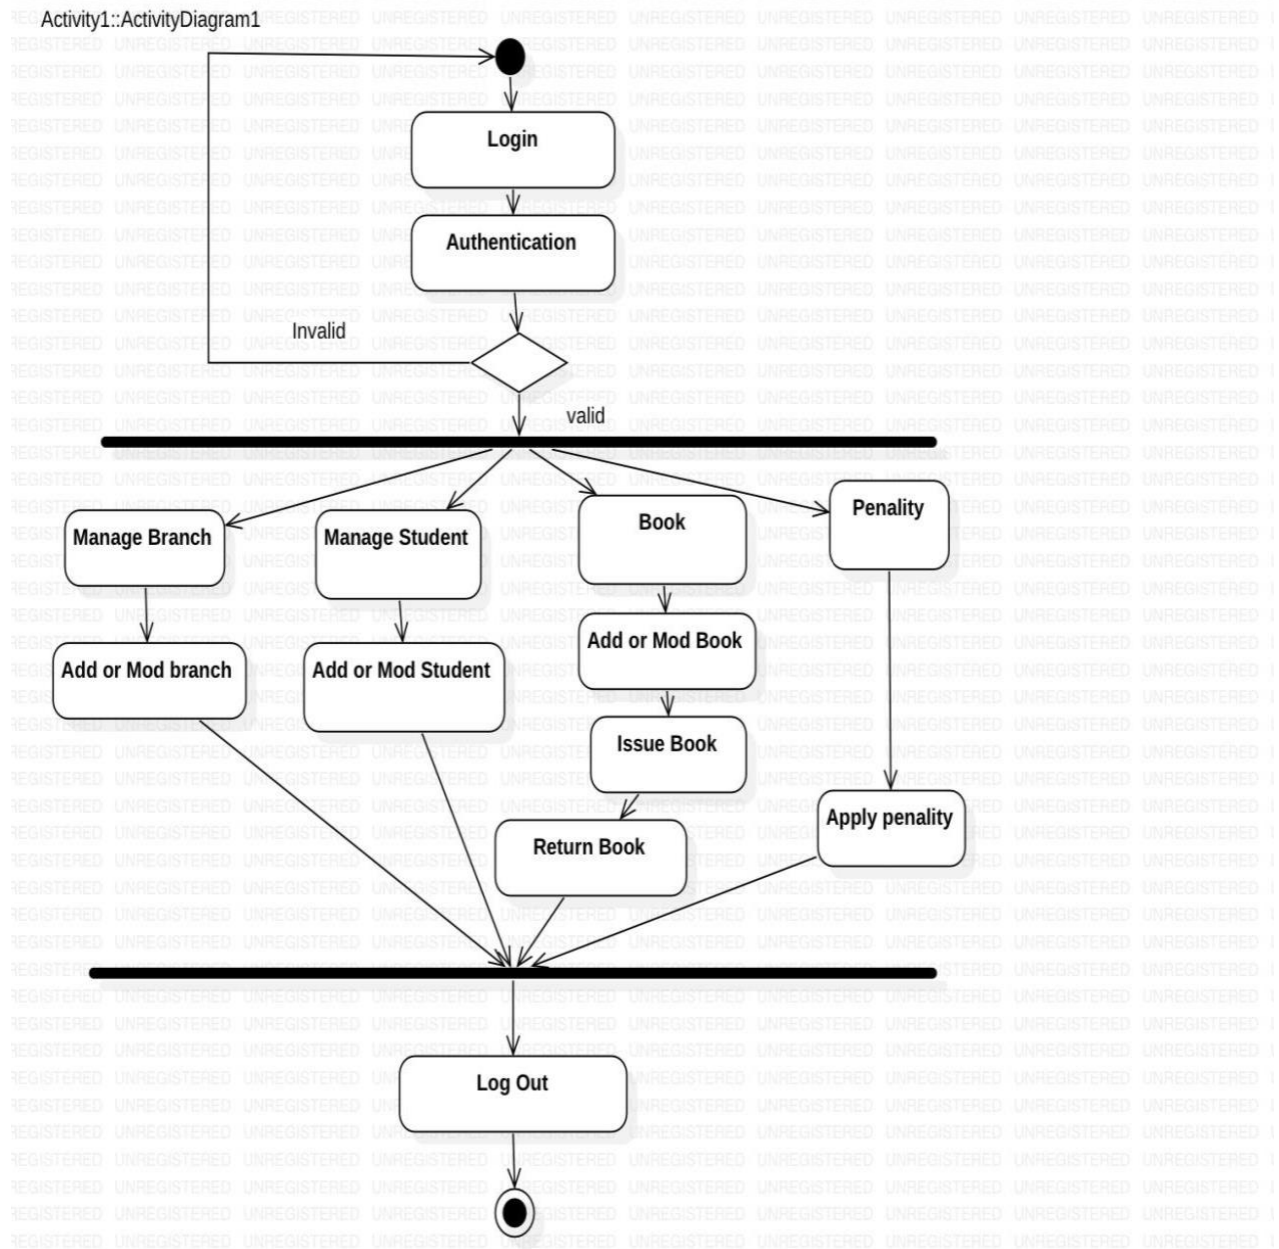 Activity1::ActivityDiagram1
Login
Authentication
Invalid
valid
Manage Branch
Manage Student
Book
Penality
Add or Mod branch
Add or Mod Student
Add or Mod Book
Issue Book
Apply penality
Return Book
Log Out
UNREGISTERED